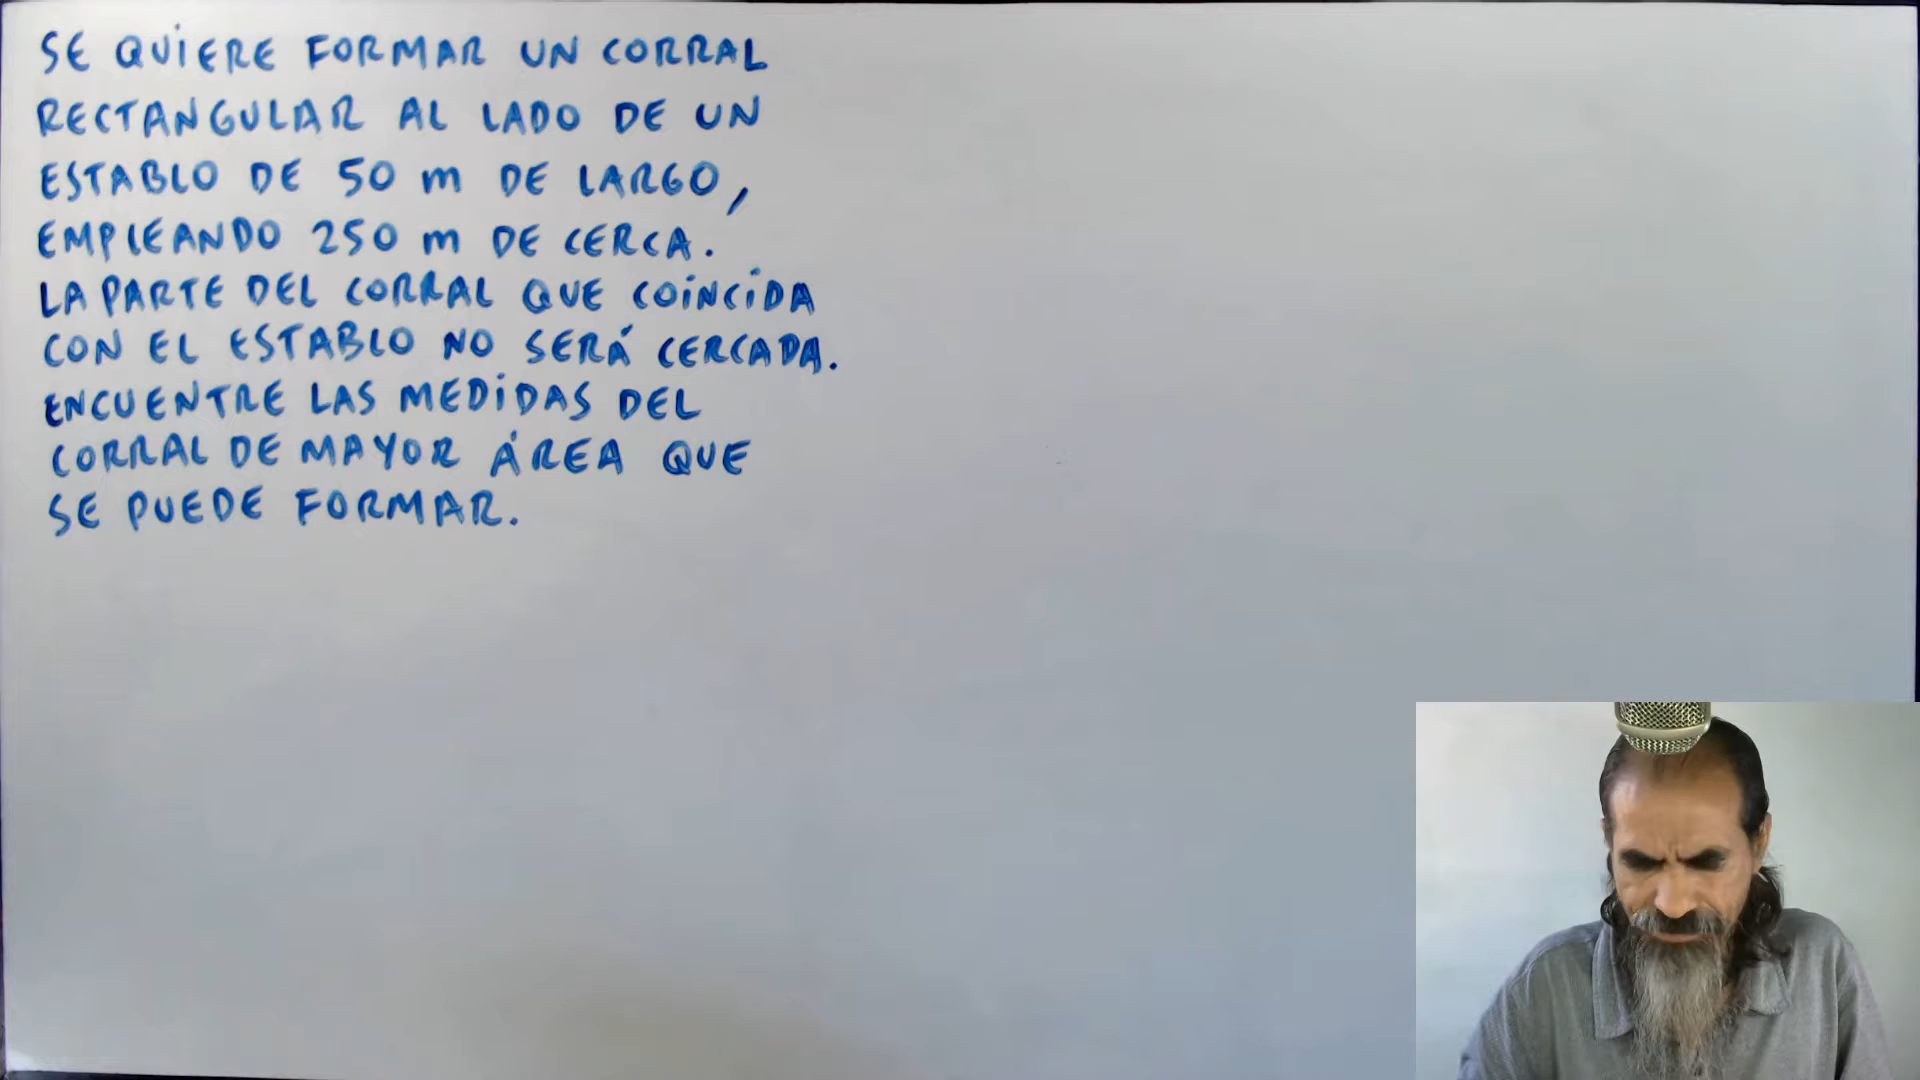 SE QUiERE FORMAR UN CORRAL
RECTANGULAR AL LADO DE UN
ESTABLO DE 50 m DE LARGO,
EMPLEANDO 250 m DE CERCA.
LA PARTE DEL CORRAL QUE COiNCiDA
CON EL ESTABLO NO SERÁ CERCADA.
ENCUENTRE LAS MEDiDAS DEL
CORRAL DE MAYOR ÁREA QUE
SE PUEDE FORMAR.